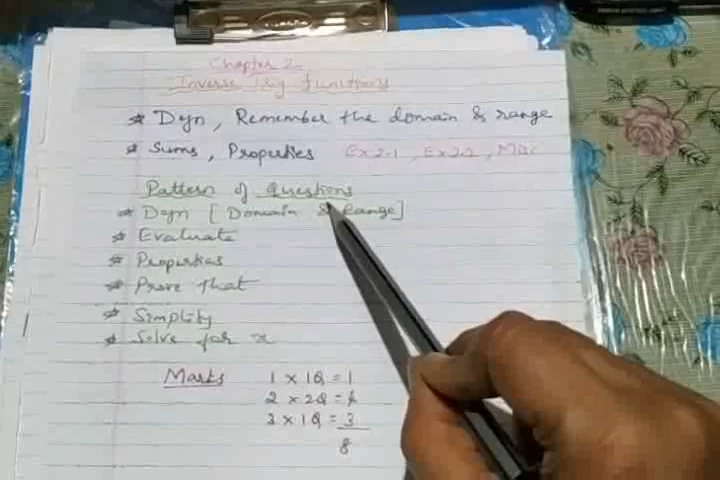 Chapter 2
Inverse Trig functions
* Defn, Remember the domain & range
* Sums, Properties Ex 2.1, Ex 2.2, Misc
Pattern of Questions
* Defn [Domain & Range]
* Evaluate
* Properties
* Prove that
* Simplify
* Solve for x
Marks 1 x 1Q = 1
2 x 2Q = 4
3 x 1Q = 3
8